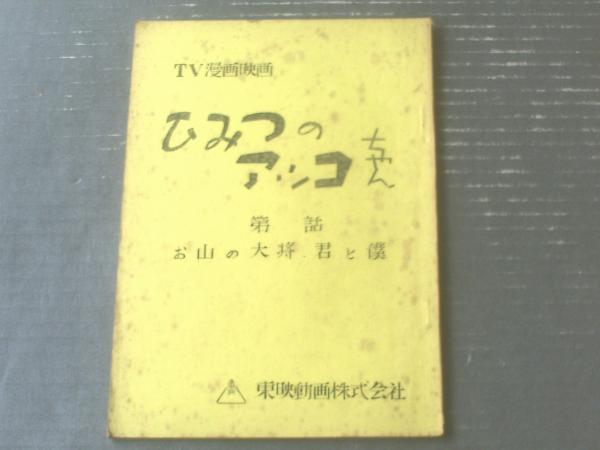 TV漫画映画
ひみつの
アッコちゃん
第　話
お山の大将 君と僕
東映動画株式会社